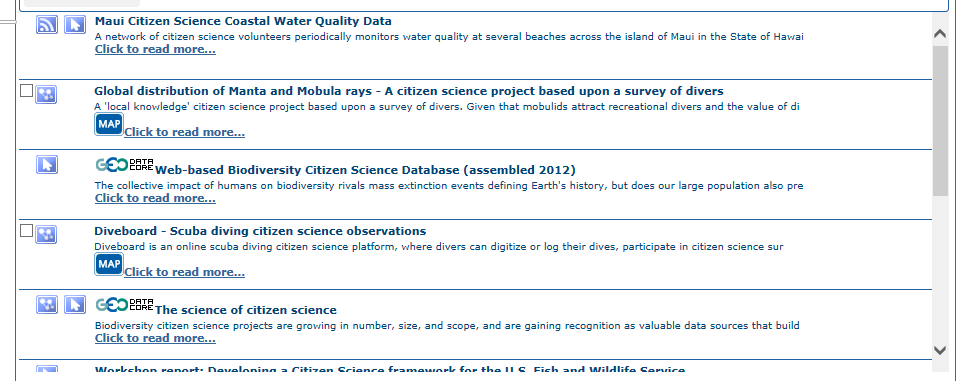 Maui Citizen Science Coastal Water Quality Data
A network of citizen science volunteers periodically monitors water quality at several beaches across the island of Maui in the State of Hawai
Click to read more...
Global distribution of Manta and Mobula rays - A citizen science project based upon a survey of divers
A 'local knowledge' citizen science project based upon a survey of divers. Given that mobulids attract recreational divers and the value of di
MAP Click to read more...
GEO DATA CORE Web-based Biodiversity Citizen Science Database (assembled 2012)
The collective impact of humans on biodiversity rivals mass extinction events defining Earth's history, but does our large population also pre
Click to read more...
Diveboard - Scuba diving citizen science observations
Diveboard is an online scuba diving citizen science platform, where divers can digitize or log their dives, participate in citizen science sur
MAP Click to read more...
GEO DATA CORE The science of citizen science
Biodiversity citizen science projects are growing in number, size, and scope, and are gaining recognition as valuable data sources that build
Click to read more...
Workshop report: Developing a Citizen Science framework for the U.S. Fish and Wildlife Service